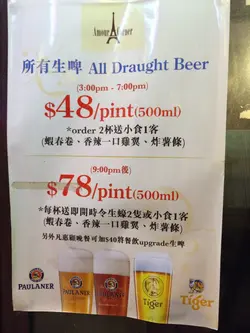 Amour Corner
所有生啤 All Draught Beer
(3:00pm - 7:00pm)
$48/pint(500ml)
*order 2杯送小食1客
(蝦春卷、香辣一口雞翼、炸薯條)
(9:00pm後)
$78/pint(500ml)
*每杯送即開時令生蠔2隻或小食1客
(蝦春卷、香辣一口雞翼、炸薯條)
另外凡惠顧晚餐可加$40將餐飲upgrade生啤
PAULANER
PAULANER
Tiger
Tiger